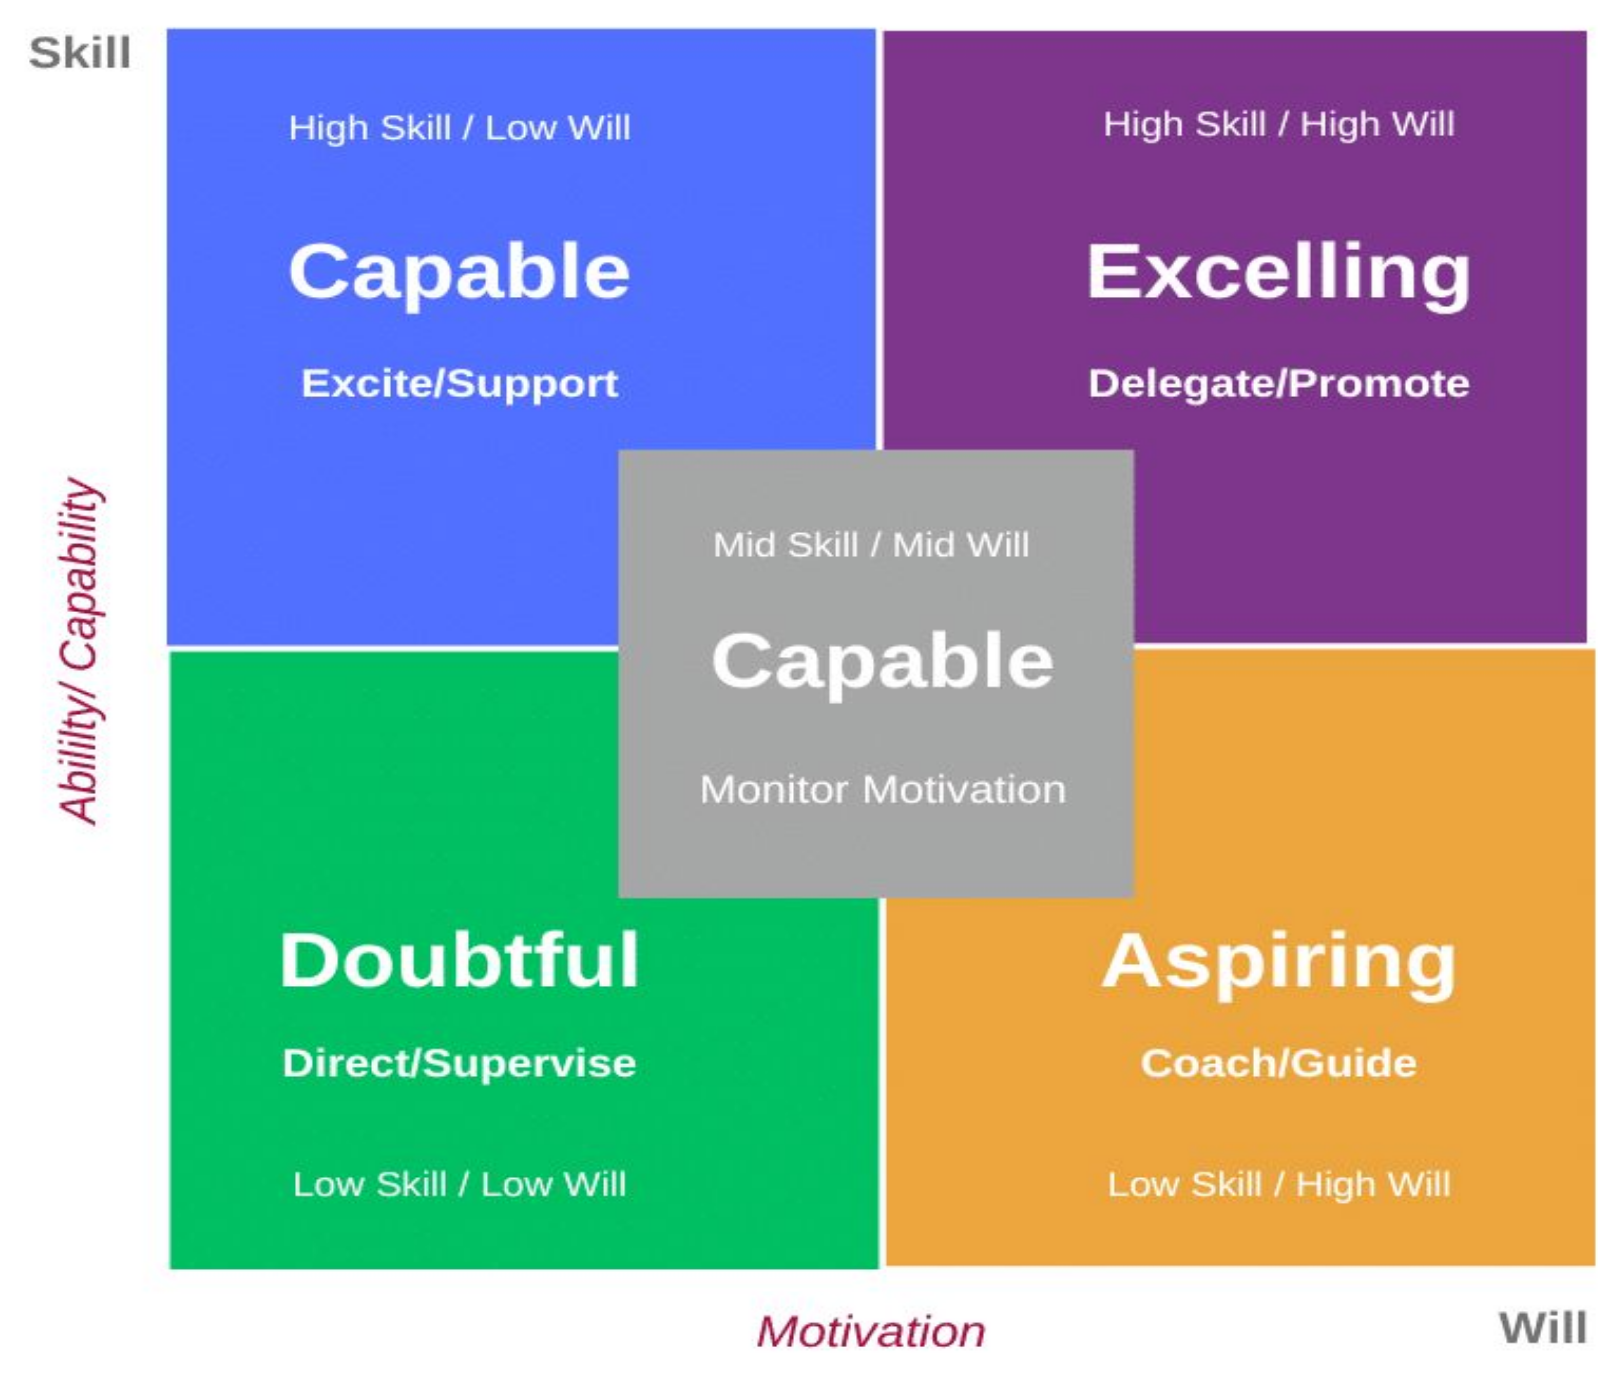 Skill
High Skill / Low Will
Capable
Excite/Support
High Skill / High Will
Excelling
Delegate/Promote
Mid Skill / Mid Will
Capable
Monitor Motivation
Abililty/ Capability
Doubtful
Direct/Supervise
Low Skill / Low Will
Aspiring
Coach/Guide
Low Skill / High Will
Motivation
Will